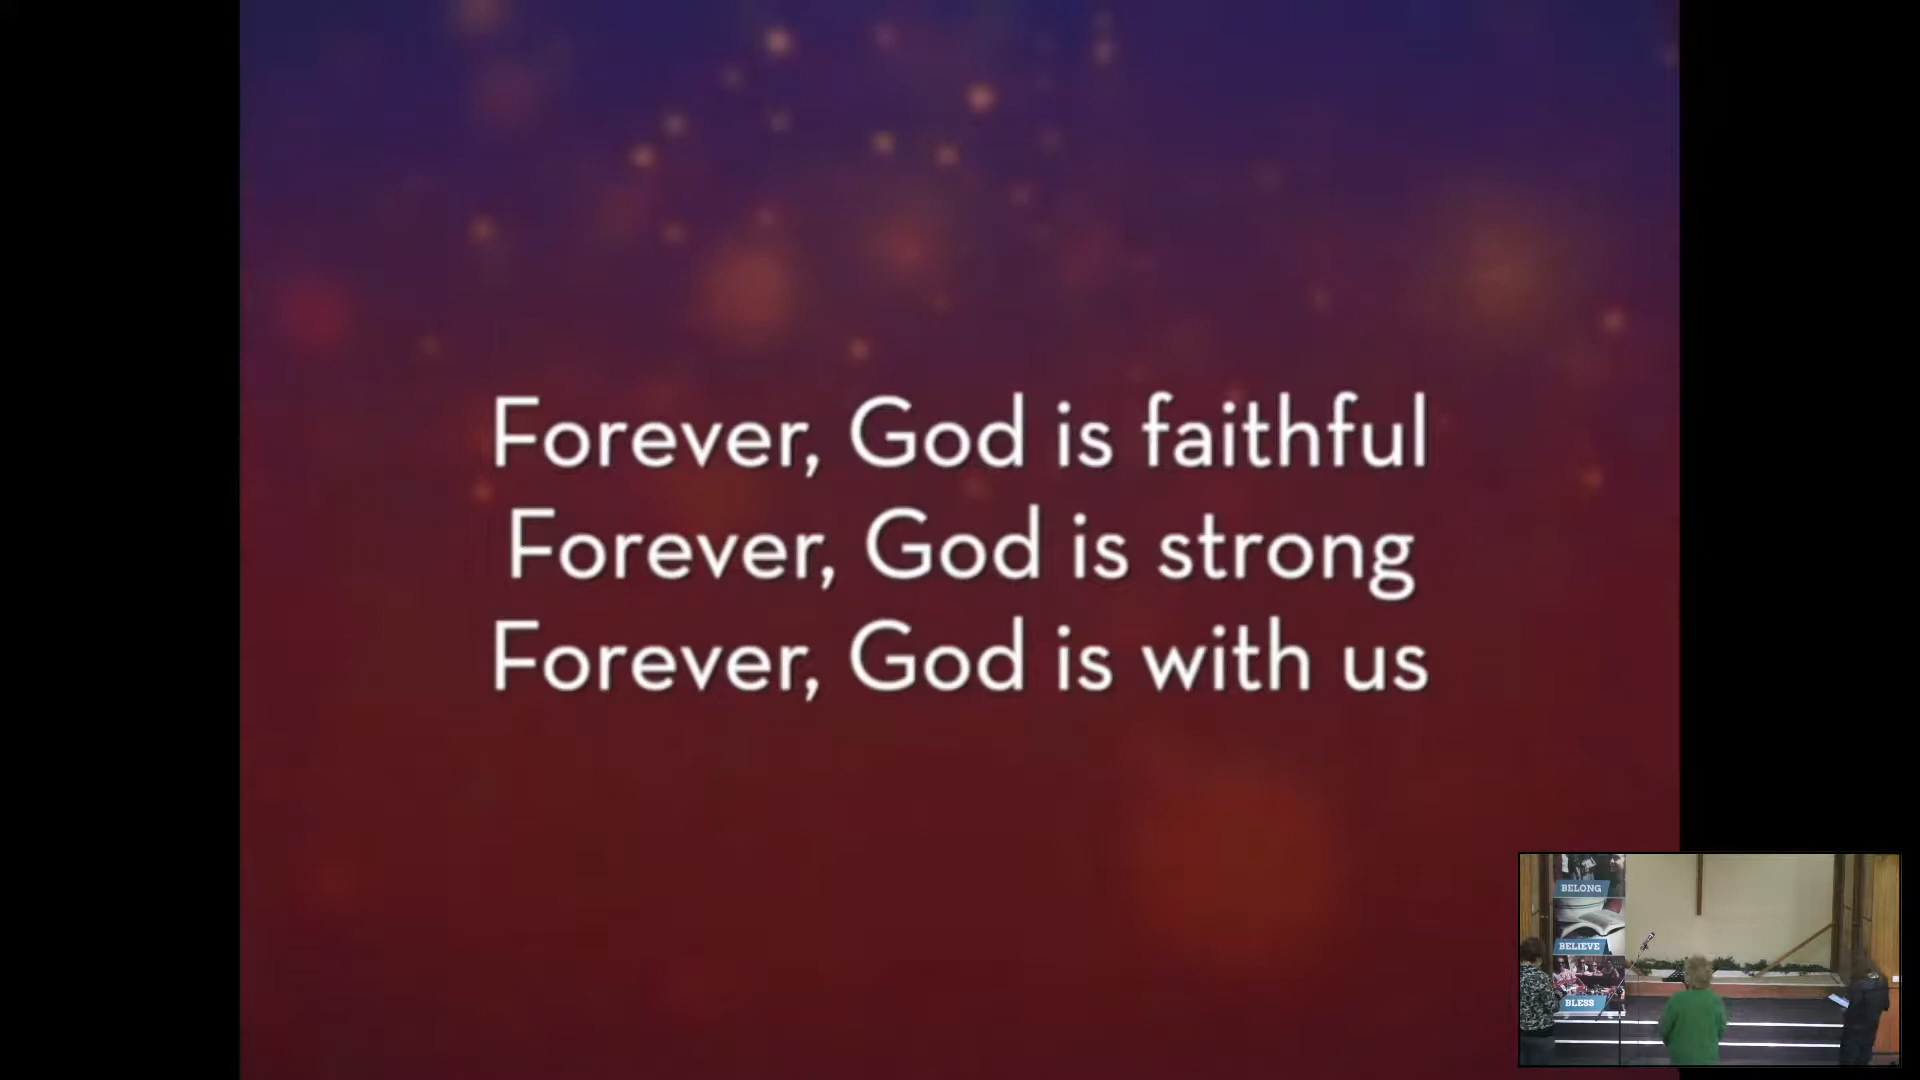 Forever, God is faithful
Forever, God is strong
Forever, God is with us
BELONG
BELIEVE
BLESS